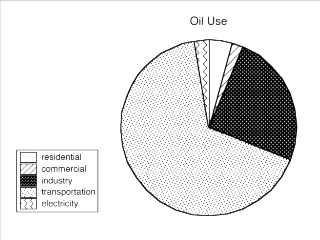 Oil Use
residential
commercial
industry
transportation
electricity